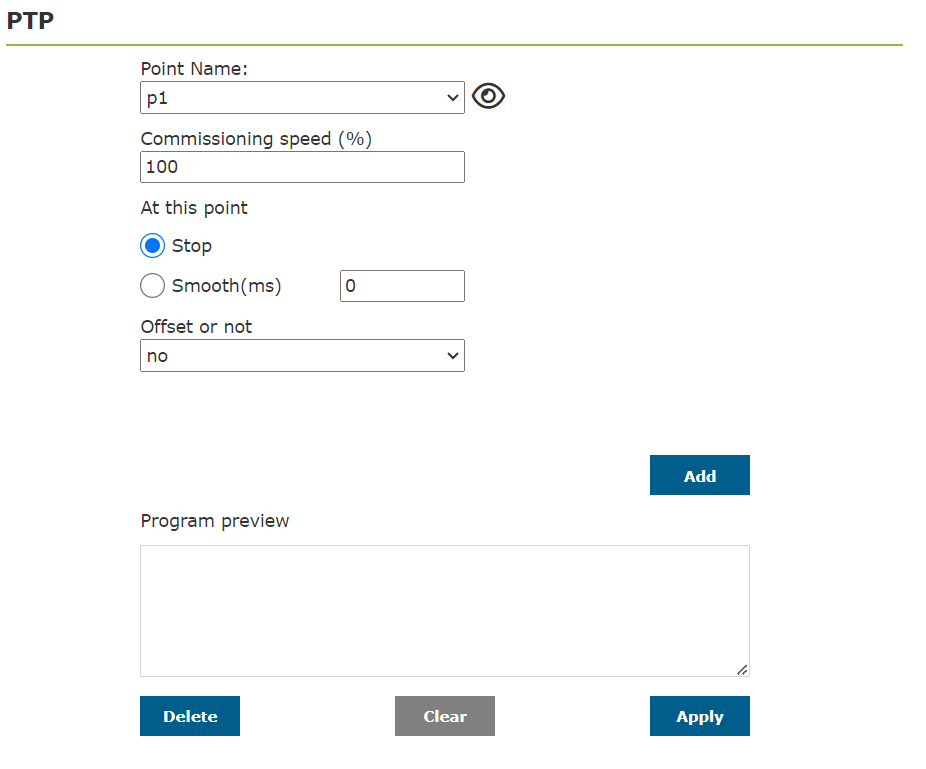 PTP
Point Name:
p1
Commissioning speed (%)
100
At this point
Stop
Smooth(ms) 0
Offset or not
no
Add
Program preview
Delete Clear Apply